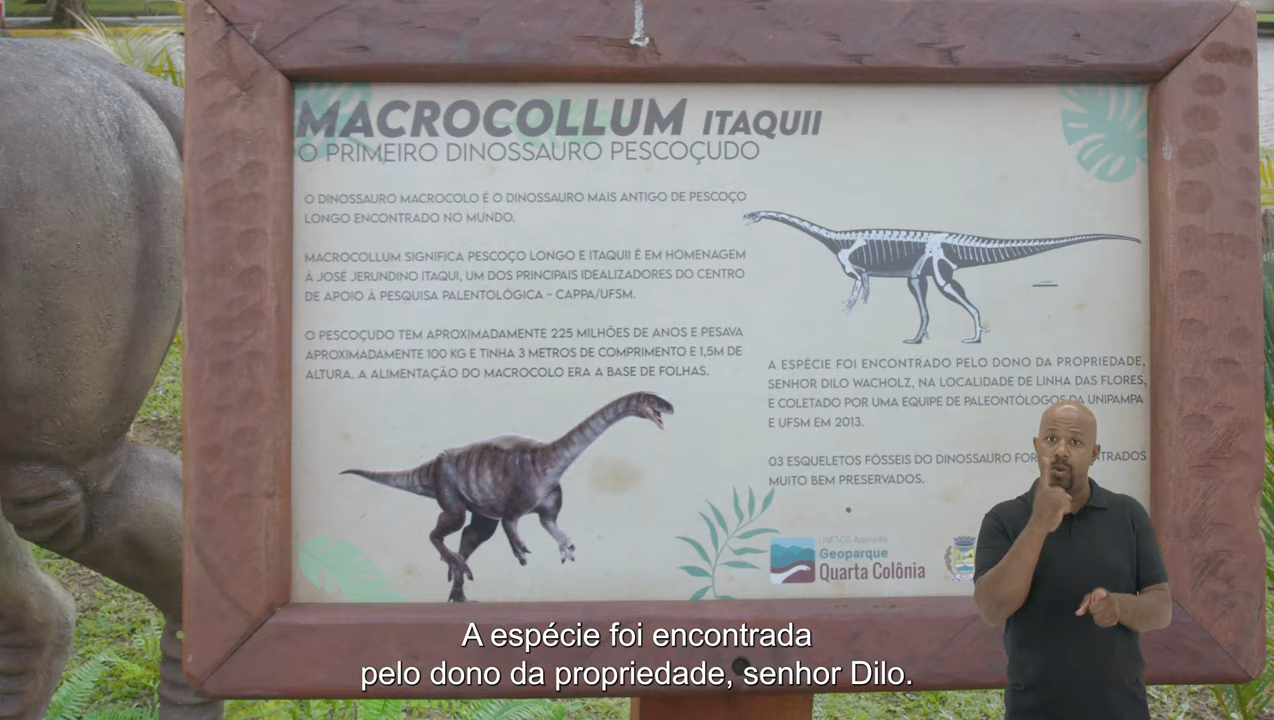 MACROCOLLUM ITAQUII
O PRIMEIRO DINOSSAURO PESCOÇUDO
O DINOSSAURO MACROCOLO É O DINOSSAURO MAIS ANTIGO DE PESCOÇO
LONGO ENCONTRADO NO MUNDO.
MACROCOLLUM SIGNIFICA PESCOÇO LONGO E ITAQUII É EM HOMENAGEM
À JOSÉ JERUNDINO ITAQUI, UM DOS PRINCIPAIS IDEALIZADORES DO CENTRO
DE APOIO À PESQUISA PALENTOLÓGICA - CAPPA/UFSM.
O PESCOÇUDO TEM APROXIMADAMENTE 225 MILHÕES DE ANOS E PESAVA
APROXIMADAMENTE 100 KG E TINHA 3 METROS DE COMPRIMENTO E 1,5M DE
ALTURA. A ALIMENTAÇÃO DO MACROCOLO ERA A BASE DE FOLHAS.
A ESPÉCIE FOI ENCONTRADO PELO DONO DA PROPRIEDADE,
SENHOR DILO WACHOLZ, NA LOCALIDADE DE LINHA DAS FLORES,
E COLETADO POR UMA EQUIPE DE PALEONTÓLOGOS DA UNIPAMPA
E UFSM EM 2013.
03 ESQUELETOS FÓSSEIS DO DINOSSAURO
MUITO BEM PRESERVADOS.
UNESCO Aspirante
Geoparque
Quarta Colônia
A espécie foi encontrada
pelo dono da propriedade, senhor Dilo.